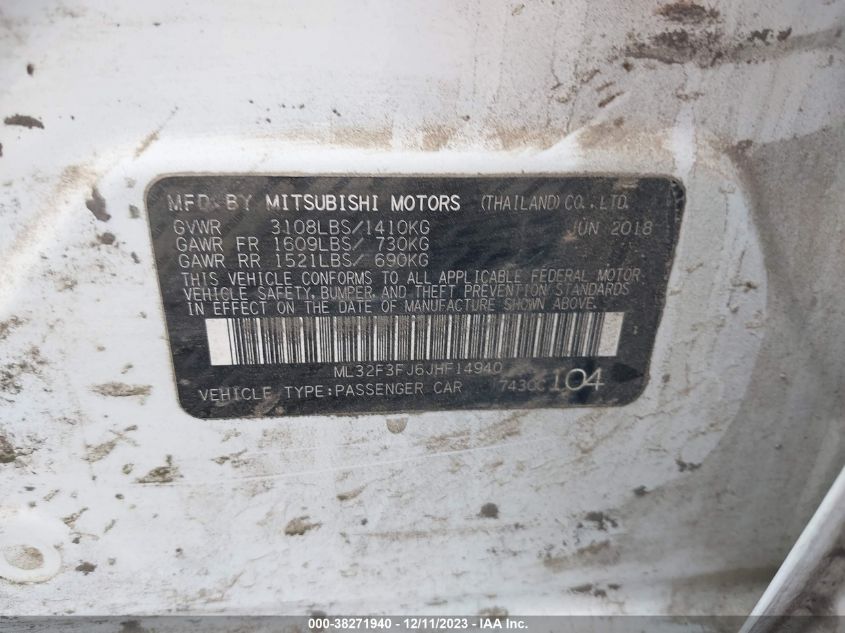 MFD. BY MITSUBISHI MOTORS (THAILAND) CO., LTD.
GVWR 3108LBS/1410KG JUN 2018
GAWR FR 1609LBS/ 730KG
GAWR RR 1521LBS/ 690KG
THIS VEHICLE CONFORMS TO ALL APPLICABLE FEDERAL MOTOR
VEHICLE SAFETY, BUMPER, AND THEFT PREVENTION STANDARDS
IN EFFECT ON THE DATE OF MANUFACTURE SHOWN ABOVE.
ML32F3FJ6JHF14940
VEHICLE TYPE:PASSENGER CAR 104
000-38271940 - 12/11/2023 - © IAA Inc.